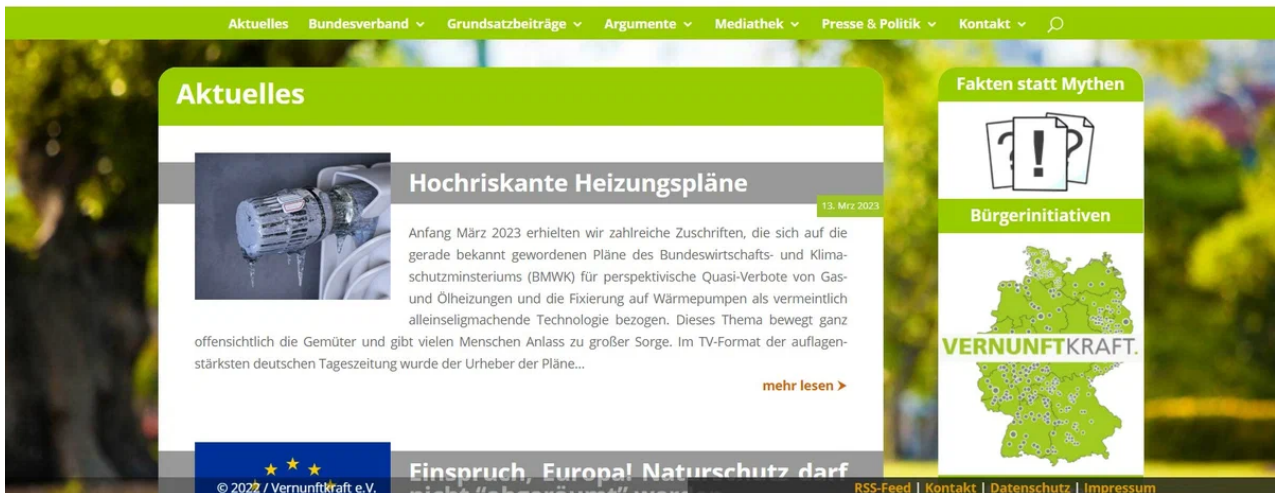 Aktuelles Bundesverband Grundsatzbeiträge Argumente Mediathek Presse & Politik Kontakt
Aktuelles
Hochriskante Heizungspläne
13. Mrz 2023
Anfang März 2023 erhielten wir zahlreiche Zuschriften, die sich auf die
gerade bekannt gewordenen Pläne des Bundeswirtschafts- und Klima-
schutzminsteriums (BMWK) für perspektivische Quasi-Verbote von Gas-
und Ölheizungen und die Fixierung auf Wärmepumpen als vermeintlich
alleinseligmachende Technologie bezogen. Dieses Thema bewegt ganz
offensichtlich die Gemüter und gibt vielen Menschen Anlass zu großer Sorge. Im TV-Format der auflagen-
stärksten deutschen Tageszeitung wurde der Urheber der Pläne...
mehr lesen ➤
Einspruch, Europa! Naturschutz darf
nicht "abgeräumt" werden
Fakten statt Mythen
? ! ?
Bürgerinitiativen
VERNUNFTKRAFT.
© 2022 / Vernunftkraft e.V.
RSS-Feed | Kontakt | Datenschutz | Impressum